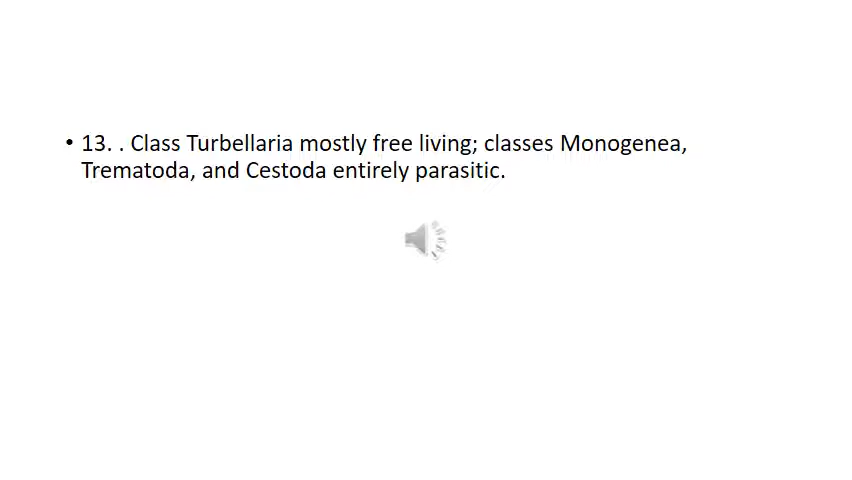 • 13. . Class Turbellaria mostly free living; classes Monogenea,
Trematoda, and Cestoda entirely parasitic.